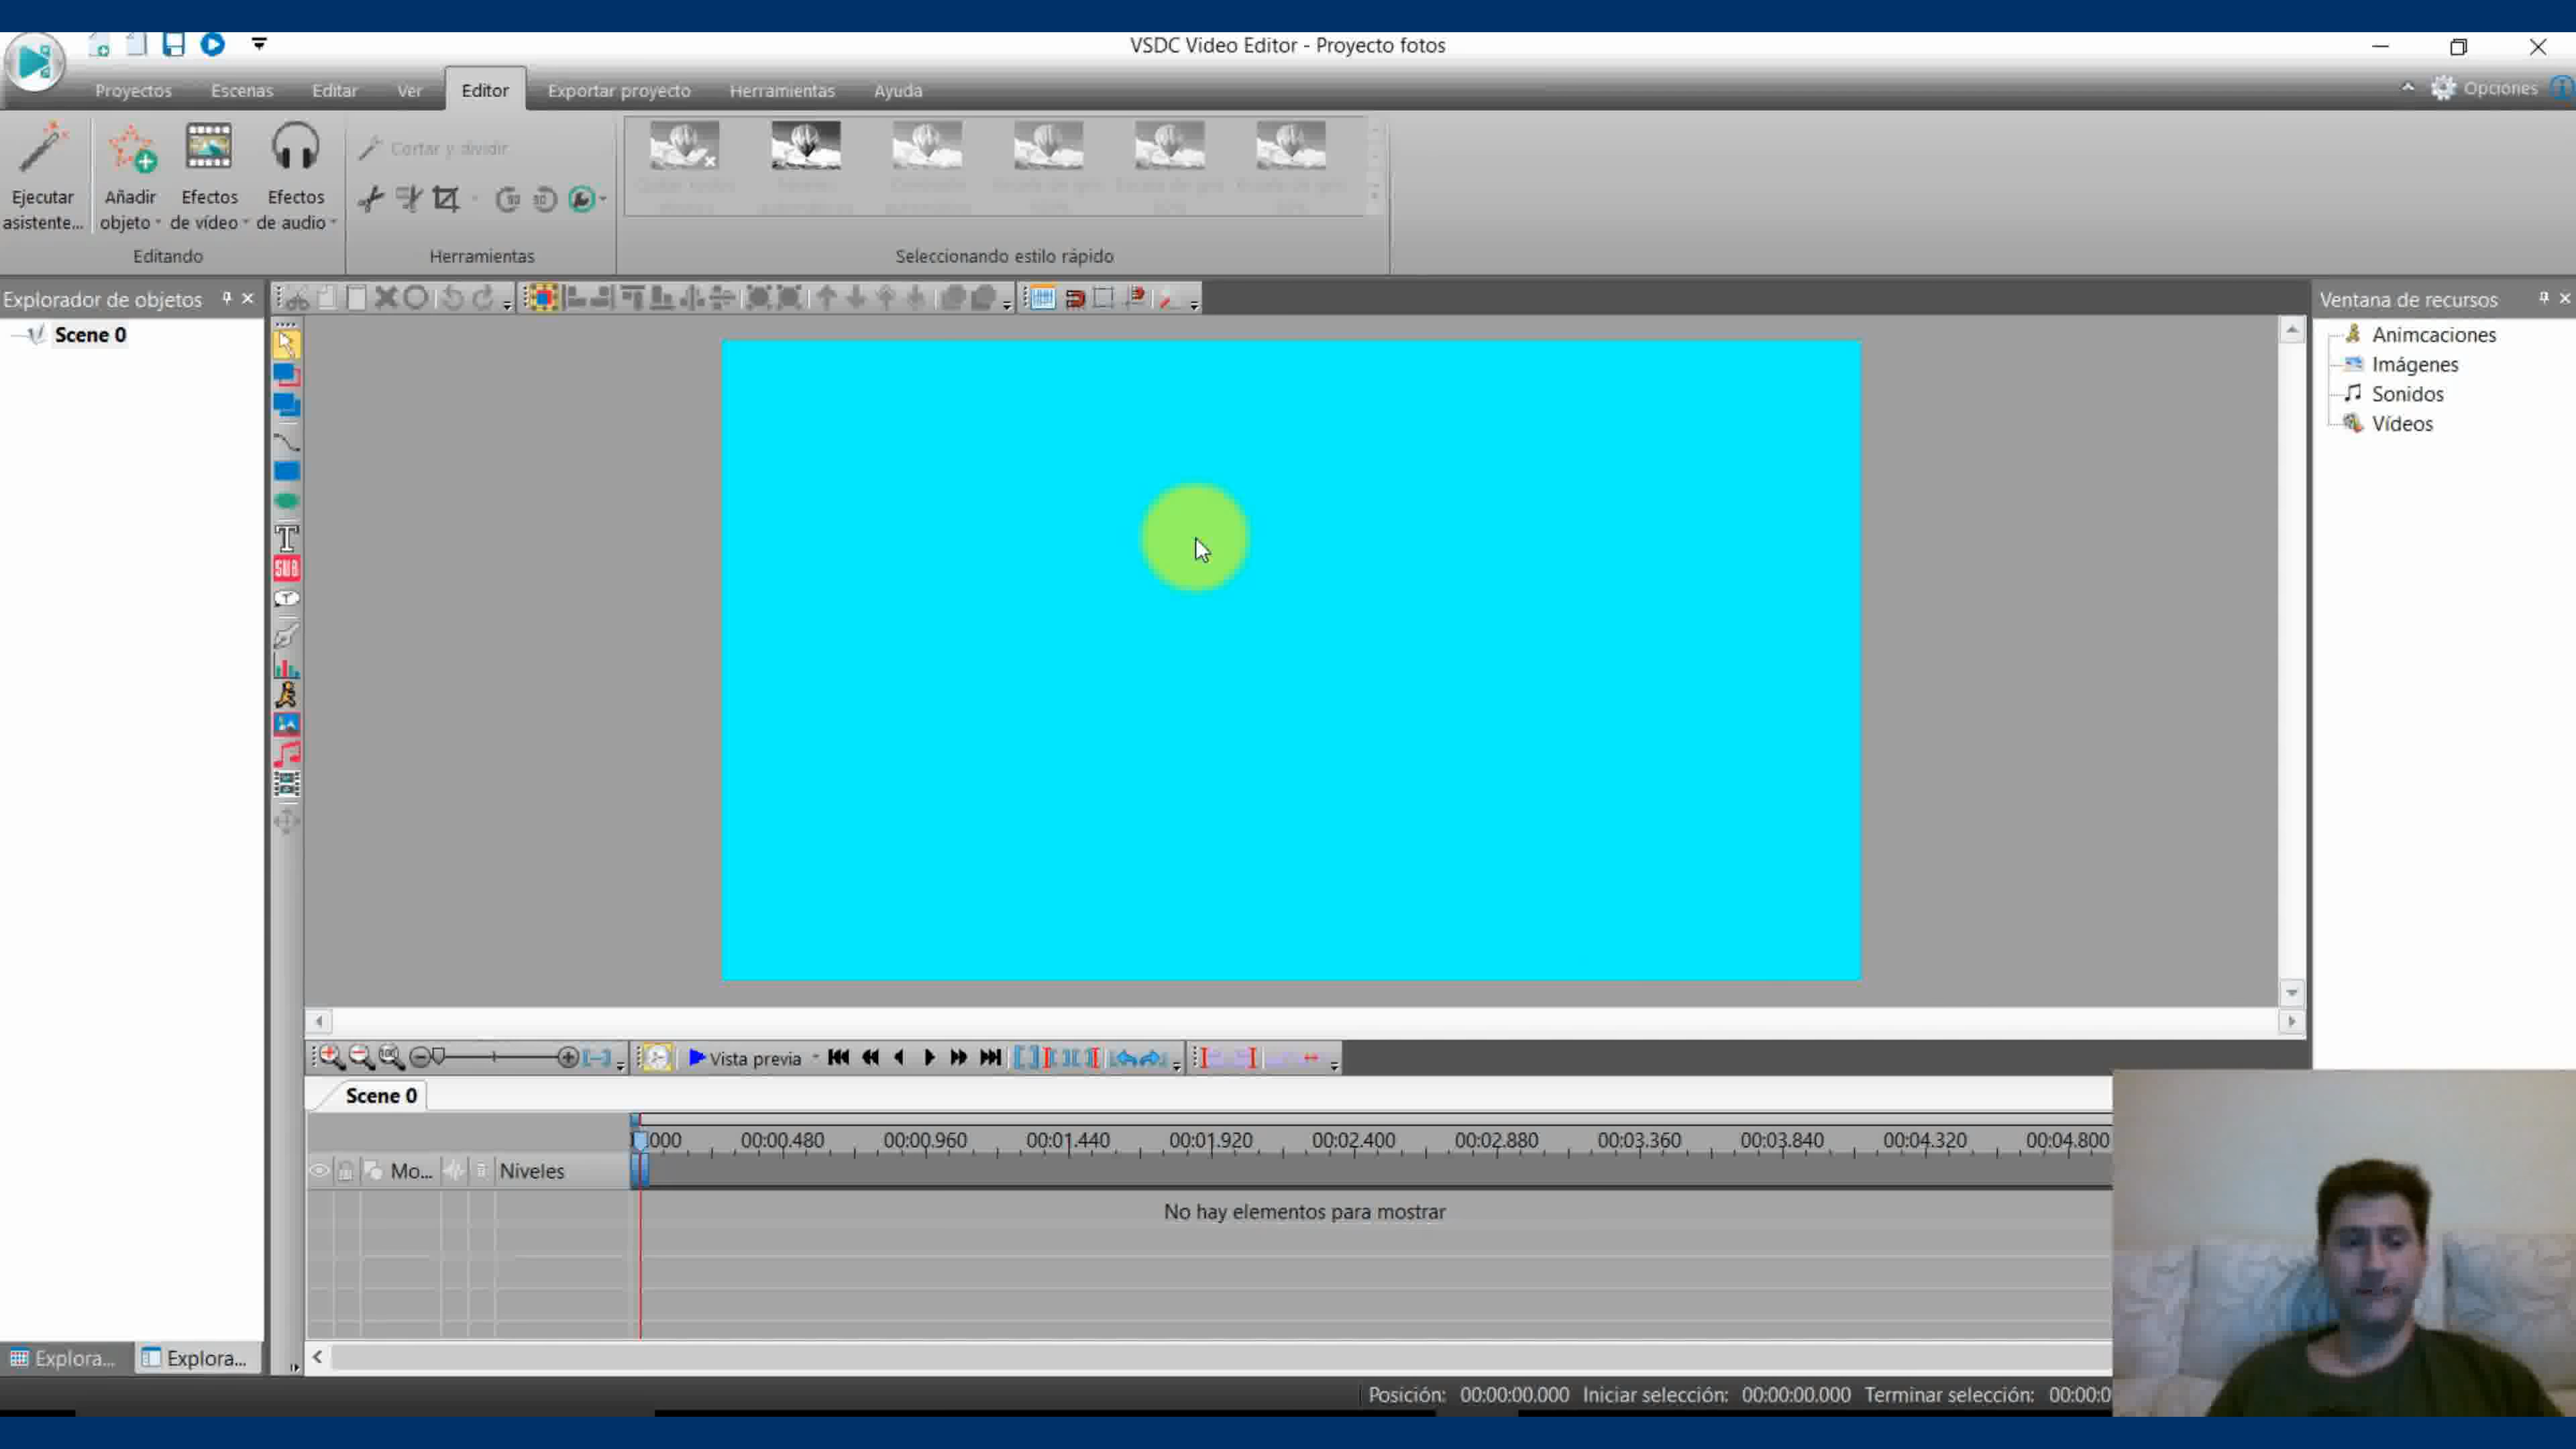 VSDC Video Editor - Proyecto fotos
Proyectos Escenas Editar Ver Editor Exportar proyecto Herramientas Ayuda
Opciones
Cortar y dividir
Ejecutar asistente...
Añadir objeto
Efectos de vídeo
Efectos de audio
Editando
Herramientas
Seleccionando estilo rápido
Explorador de objetos
Scene 0
Ventana de recursos
Animcaciones
Imágenes
Sonidos
Vídeos
T
SUB
Vista previa
Scene 0
.000 00:00.480 00:00.960 00:01.440 00:01.920 00:02.400 00:02.880 00:03.360 00:03.840 00:04.320 00:04.800
Mo... Niveles
No hay elementos para mostrar
Explora... Explora...
Posición: 00:00:00.000 Iniciar selección: 00:00:00.000 Terminar selección: 00:00:0